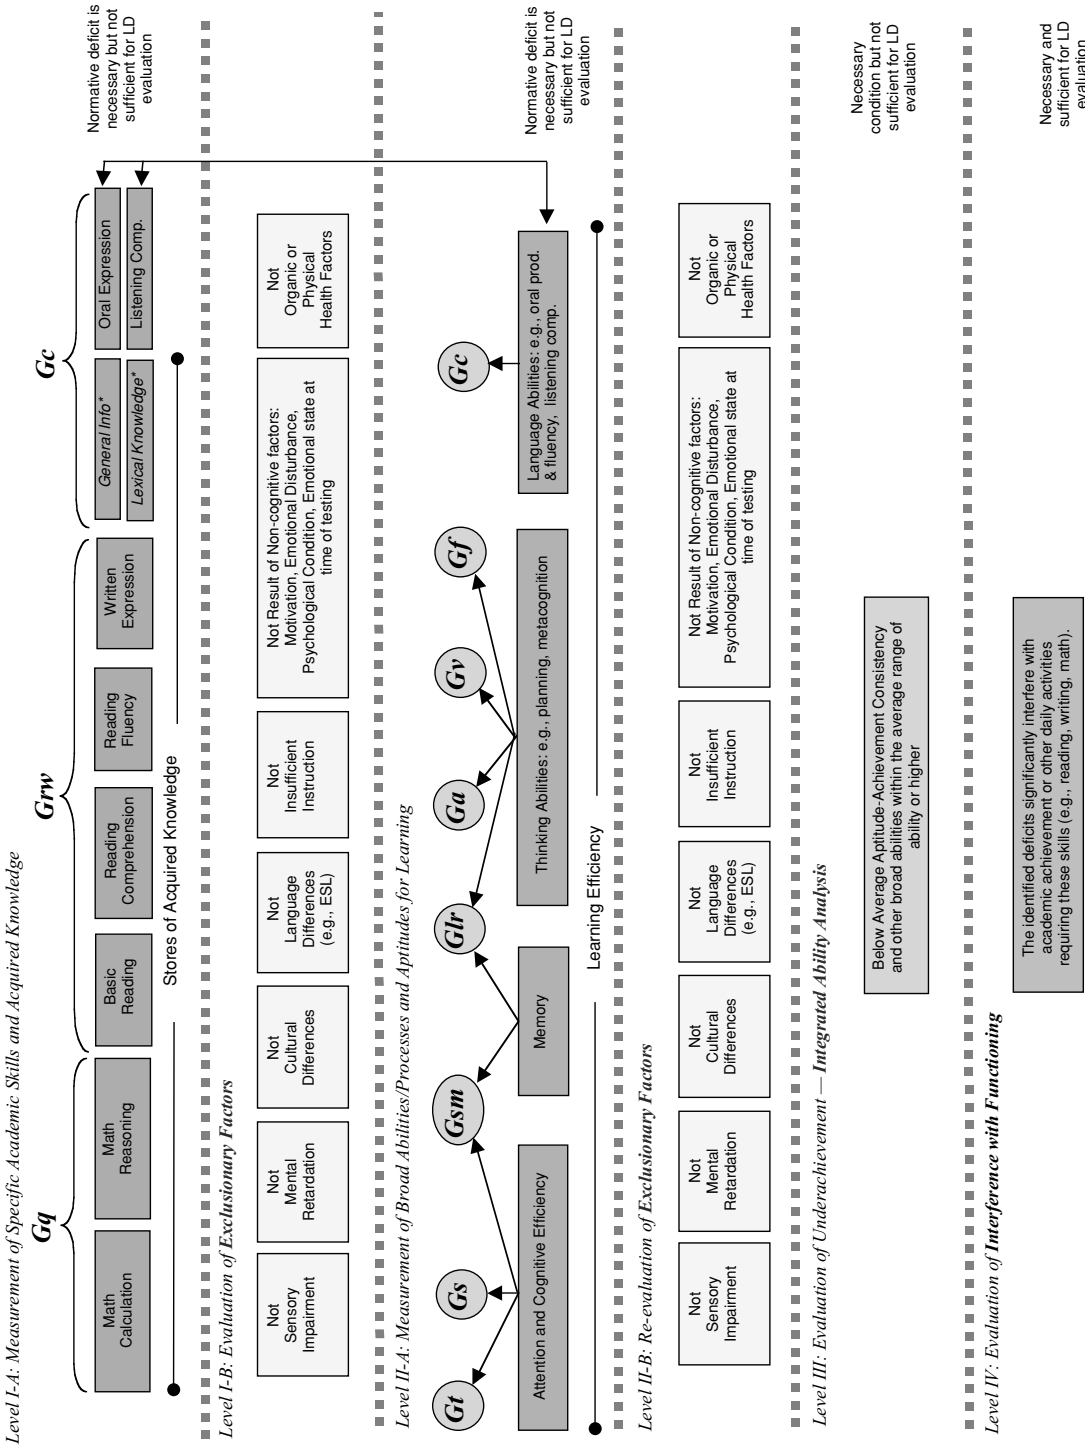 Level I-A: Measurement of Specific Academic Skills and Acquired Knowledge
Gq
Grw
Gc
Math
Calculation
Math
Reasoning
Basic
Reading
Reading
Comprehension
Reading
Fluency
Written
Expression
General Info*
Lexical Knowledge*
Oral Expression
Listening Comp.
Normative deficit is
necessary but not
sufficient for LD
evaluation
Stores of Acquired Knowledge
Level I-B: Evaluation of Exclusionary Factors
Not
Sensory
Impairment
Not
Mental
Retardation
Not
Cultural
Differences
Not
Language
Differences
(e.g., ESL)
Not
Insufficient
Instruction
Not Result of Non-cognitive factors:
Motivation, Emotional Disturbance,
Psychological Condition, Emotional state at
time of testing
Not
Organic or
Physical
Health Factors
Level II-A: Measurement of Broad Abilities/Processes and Aptitudes for Learning
Gt
Gs
Gsm
Glr
Ga
Gv
Gf
Gc
Attention and Cognitive Efficiency
Memory
Thinking Abilities: e.g., planning, metacognition
Language Abilities: e.g., oral prod.
& fluency, listening comp.
Normative deficit is
necessary but not
sufficient for LD
evaluation
Learning Efficiency
Level II-B: Re-evaluation of Exclusionary Factors
Not
Sensory
Impairment
Not
Mental
Retardation
Not
Cultural
Differences
Not
Language
Differences
(e.g., ESL)
Not
Insufficient
Instruction
Not Result of Non-cognitive factors:
Motivation, Emotional Disturbance,
Psychological Condition, Emotional state at
time of testing
Not
Organic or
Physical
Health Factors
Level III: Evaluation of Underachievement — Integrated Ability Analysis
Below Average Aptitude-Achievement Consistency
and other broad abilities within the average range of
ability or higher
Necessary
condition but not
sufficient for LD
evaluation
Level IV: Evaluation of Interference with Functioning
The identified deficits significantly interfere with
academic achievement or other daily activities
requiring these skills (e.g., reading, writing, math).
Necessary and
sufficient for LD
evaluation